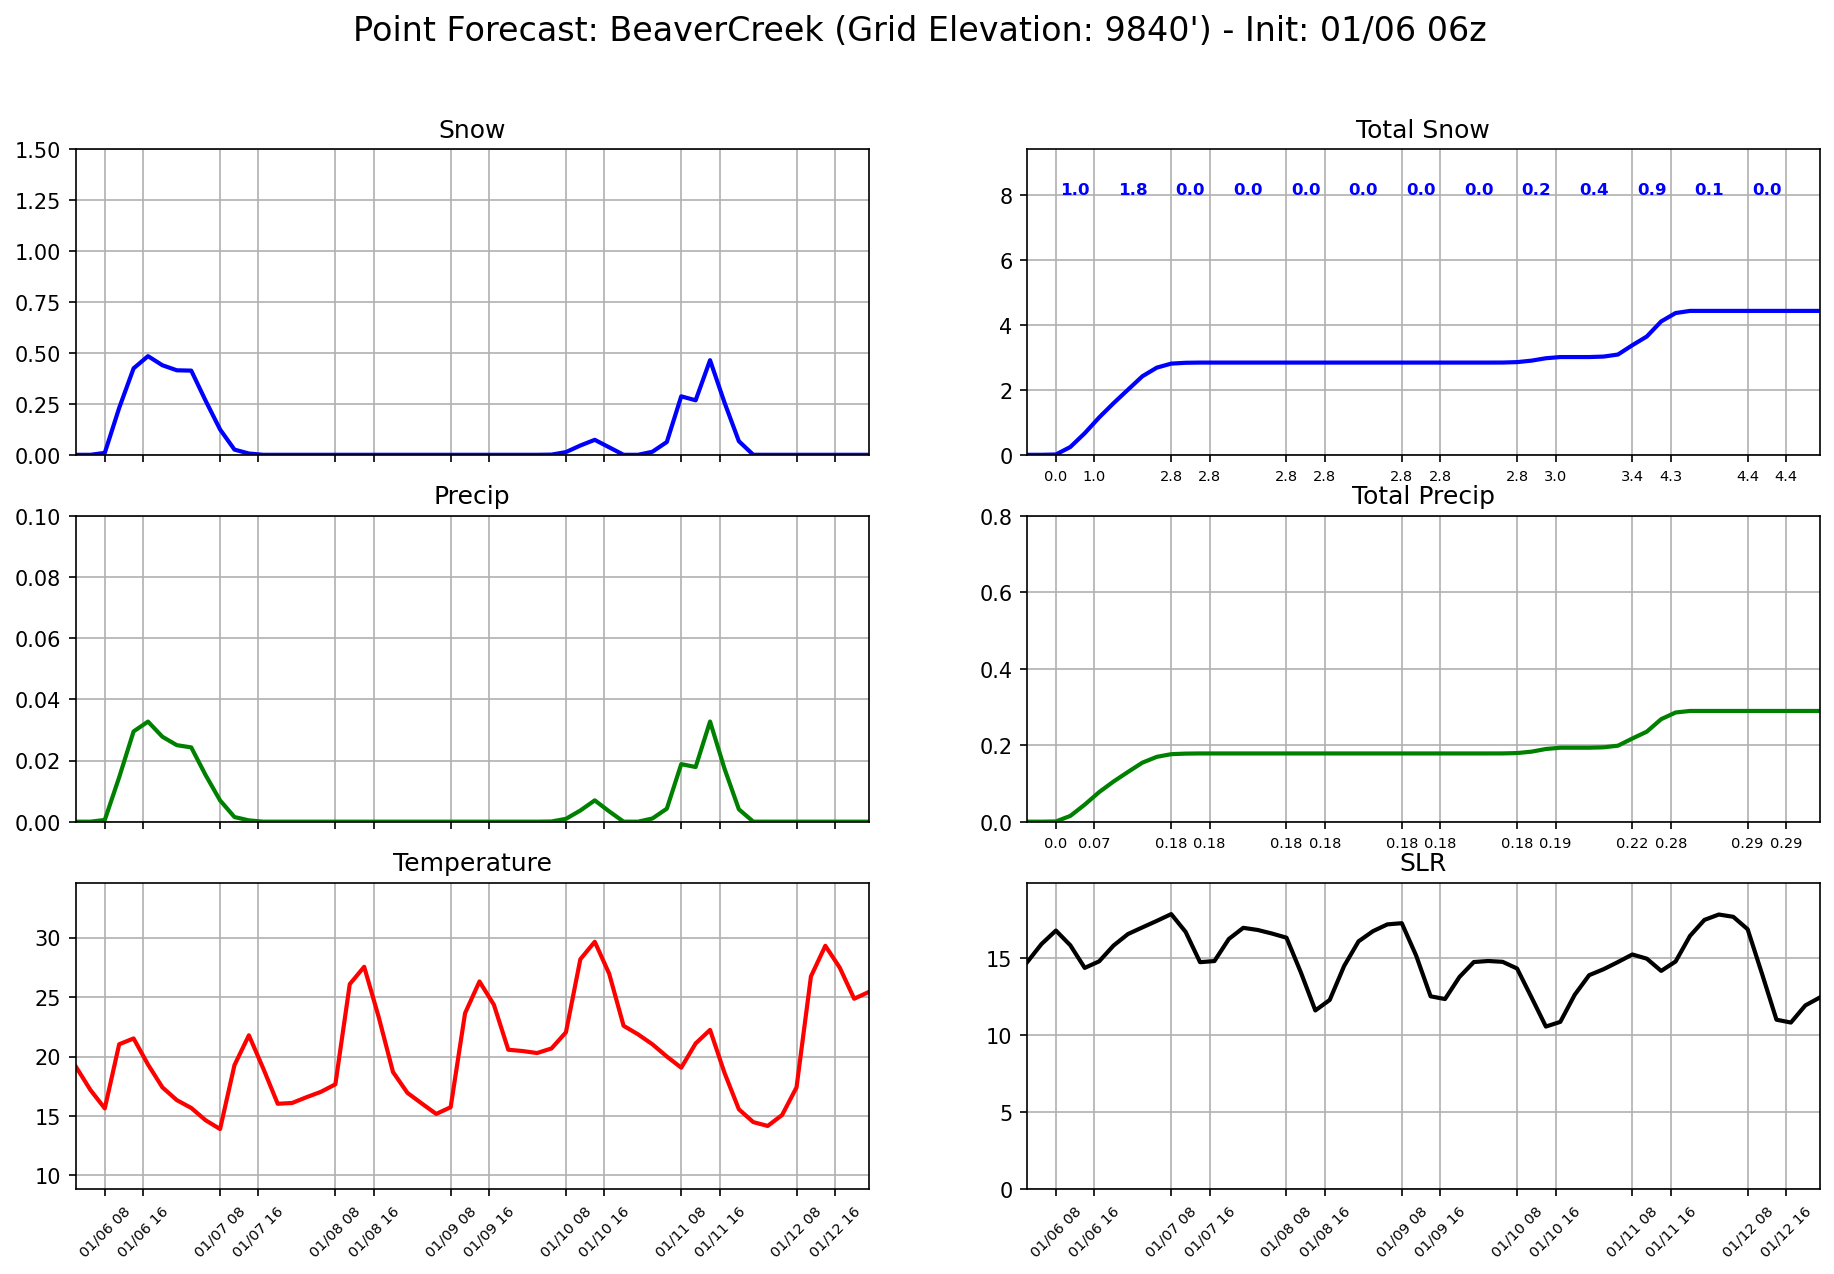 Point Forecast: BeaverCreek (Grid Elevation: 9840') - Init: 01/06 06z
Snow
1.50
1.25
1.00
0.75
0.50
0.25
0.00
Total Snow
8
6
4
2
0
1.0 1.8 0.0 0.0 0.0 0.0 0.0 0.0 0.2 0.4 0.9 0.1 0.0
0.0 1.0 2.8 2.8 2.8 2.8 2.8 2.8 2.8 3.0 3.4 4.3 4.4 4.4
Precip
0.10
0.08
0.06
0.04
0.02
0.00
Total Precip
0.8
0.6
0.4
0.2
0.0
0.0 0.07 0.18 0.18 0.18 0.18 0.18 0.18 0.18 0.19 0.22 0.28 0.29 0.29
Temperature
30
25
20
15
10
01/06 08 01/06 16 01/07 08 01/07 16 01/08 08 01/08 16 01/09 08 01/09 16 01/10 08 01/10 16 01/11 08 01/11 16 01/12 08 01/12 16
SLR
15
10
5
0
01/06 08 01/06 16 01/07 08 01/07 16 01/08 08 01/08 16 01/09 08 01/09 16 01/10 08 01/10 16 01/11 08 01/11 16 01/12 08 01/12 16